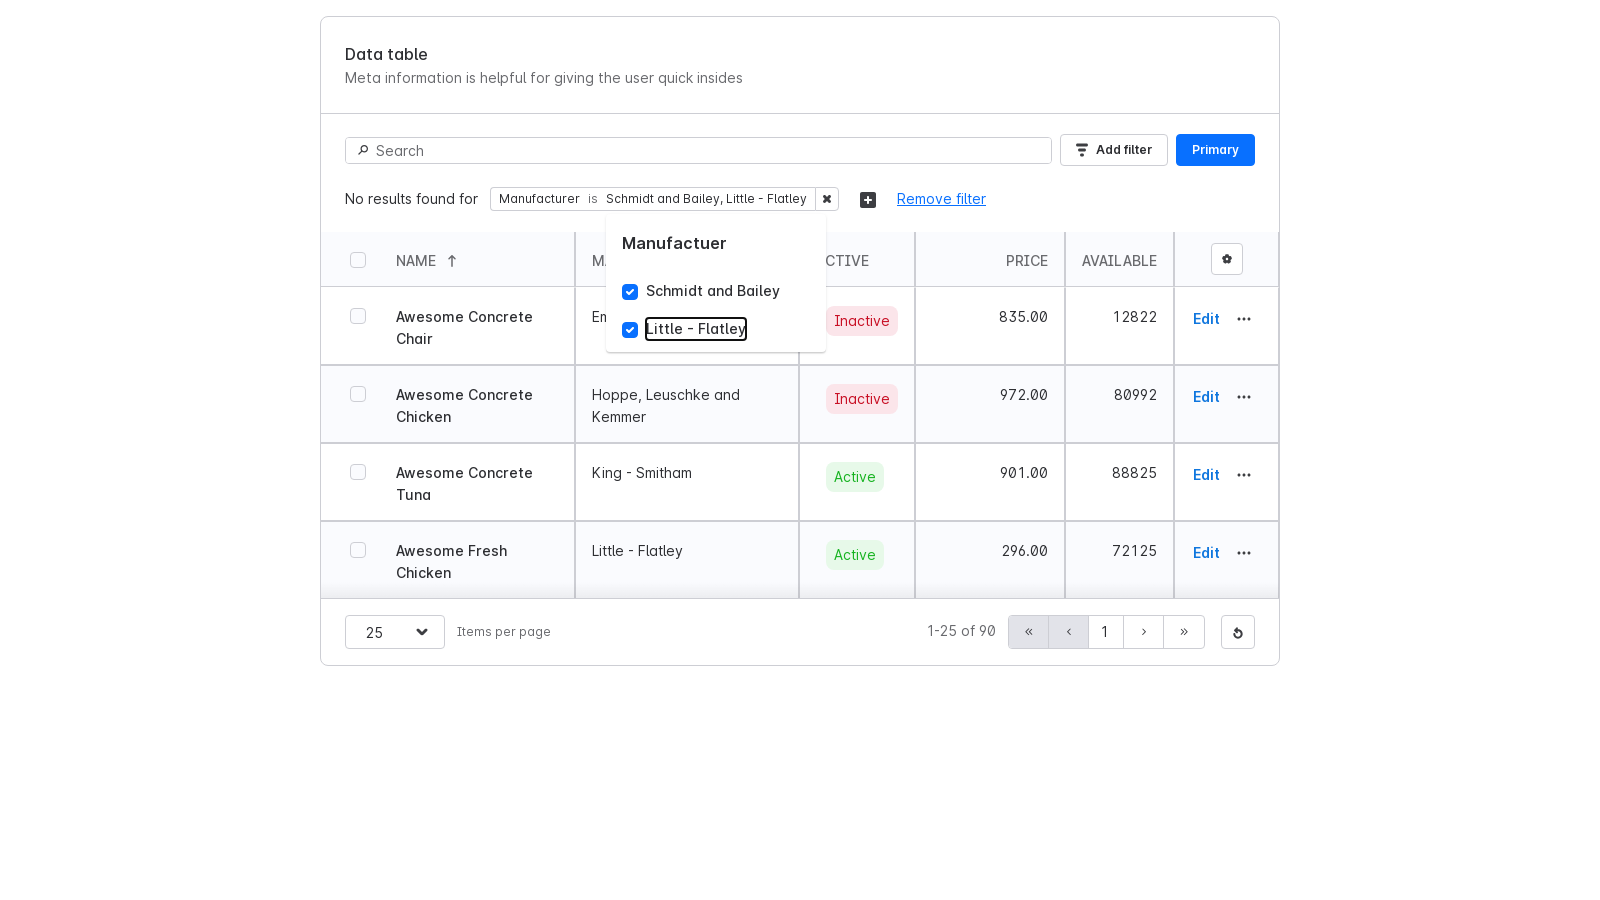 Data table
Meta information is helpful for giving the user quick insides
Search
Add filter
Primary
No results found for
Manufacturer is Schmidt and Bailey, Little - Flatley
Remove filter
Manufactuer
Schmidt and Bailey
Little - Flatley
NAME
PRICE
AVAILABLE
Awesome Concrete
Chair
Inactive
835.00
12822
Edit
Awesome Concrete
Chicken
Hoppe, Leuschke and
Kemmer
Inactive
972.00
80992
Edit
Awesome Concrete
Tuna
King - Smitham
Active
901.00
88825
Edit
Awesome Fresh
Chicken
Little - Flatley
Active
296.00
72125
Edit
25
Items per page
1-25 of 90
« ‹ 1 › »